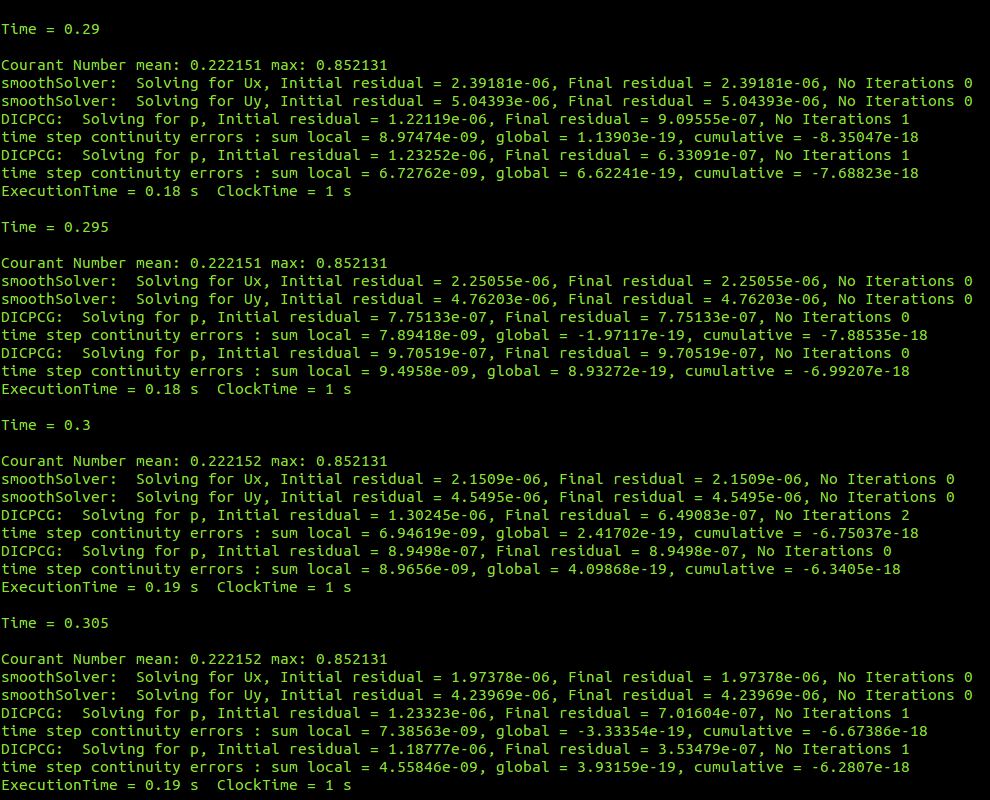 Time = 0.29
Courant Number mean: 0.222151 max: 0.852131
smoothSolver:  Solving for Ux, Initial residual = 2.39181e-06, Final residual = 2.39181e-06, No Iterations 0
smoothSolver:  Solving for Uy, Initial residual = 5.04393e-06, Final residual = 5.04393e-06, No Iterations 0
DICPCG:  Solving for p, Initial residual = 1.22119e-06, Final residual = 9.09555e-07, No Iterations 1
time step continuity errors : sum local = 8.97474e-09, global = 1.13903e-19, cumulative = -8.35047e-18
DICPCG:  Solving for p, Initial residual = 1.23252e-06, Final residual = 6.33091e-07, No Iterations 1
time step continuity errors : sum local = 6.72762e-09, global = 6.62241e-19, cumulative = -7.68823e-18
ExecutionTime = 0.18 s  ClockTime = 1 s
Time = 0.295
Courant Number mean: 0.222151 max: 0.852131
smoothSolver:  Solving for Ux, Initial residual = 2.25055e-06, Final residual = 2.25055e-06, No Iterations 0
smoothSolver:  Solving for Uy, Initial residual = 4.76203e-06, Final residual = 4.76203e-06, No Iterations 0
DICPCG:  Solving for p, Initial residual = 7.75133e-07, Final residual = 7.75133e-07, No Iterations 0
time step continuity errors : sum local = 7.89418e-09, global = -1.97117e-19, cumulative = -7.88535e-18
DICPCG:  Solving for p, Initial residual = 9.70519e-07, Final residual = 9.70519e-07, No Iterations 0
time step continuity errors : sum local = 9.4958e-09, global = 8.93272e-19, cumulative = -6.99207e-18
ExecutionTime = 0.18 s  ClockTime = 1 s
Time = 0.3
Courant Number mean: 0.222152 max: 0.852131
smoothSolver:  Solving for Ux, Initial residual = 2.1509e-06, Final residual = 2.1509e-06, No Iterations 0
smoothSolver:  Solving for Uy, Initial residual = 4.5495e-06, Final residual = 4.5495e-06, No Iterations 0
DICPCG:  Solving for p, Initial residual = 1.30245e-06, Final residual = 6.49083e-07, No Iterations 2
time step continuity errors : sum local = 6.94619e-09, global = 2.41702e-19, cumulative = -6.75037e-18
DICPCG:  Solving for p, Initial residual = 8.9498e-07, Final residual = 8.9498e-07, No Iterations 0
time step continuity errors : sum local = 8.9656e-09, global = 4.09868e-19, cumulative = -6.3405e-18
ExecutionTime = 0.19 s  ClockTime = 1 s
Time = 0.305
Courant Number mean: 0.222152 max: 0.852131
smoothSolver:  Solving for Ux, Initial residual = 1.97378e-06, Final residual = 1.97378e-06, No Iterations 0
smoothSolver:  Solving for Uy, Initial residual = 4.23969e-06, Final residual = 4.23969e-06, No Iterations 0
DICPCG:  Solving for p, Initial residual = 1.23323e-06, Final residual = 7.01604e-07, No Iterations 1
time step continuity errors : sum local = 7.38563e-09, global = -3.33354e-19, cumulative = -6.67386e-18
DICPCG:  Solving for p, Initial residual = 1.18777e-06, Final residual = 3.53479e-07, No Iterations 1
time step continuity errors : sum local = 4.55846e-09, global = 3.93159e-19, cumulative = -6.2807e-18
ExecutionTime = 0.19 s  ClockTime = 1 s